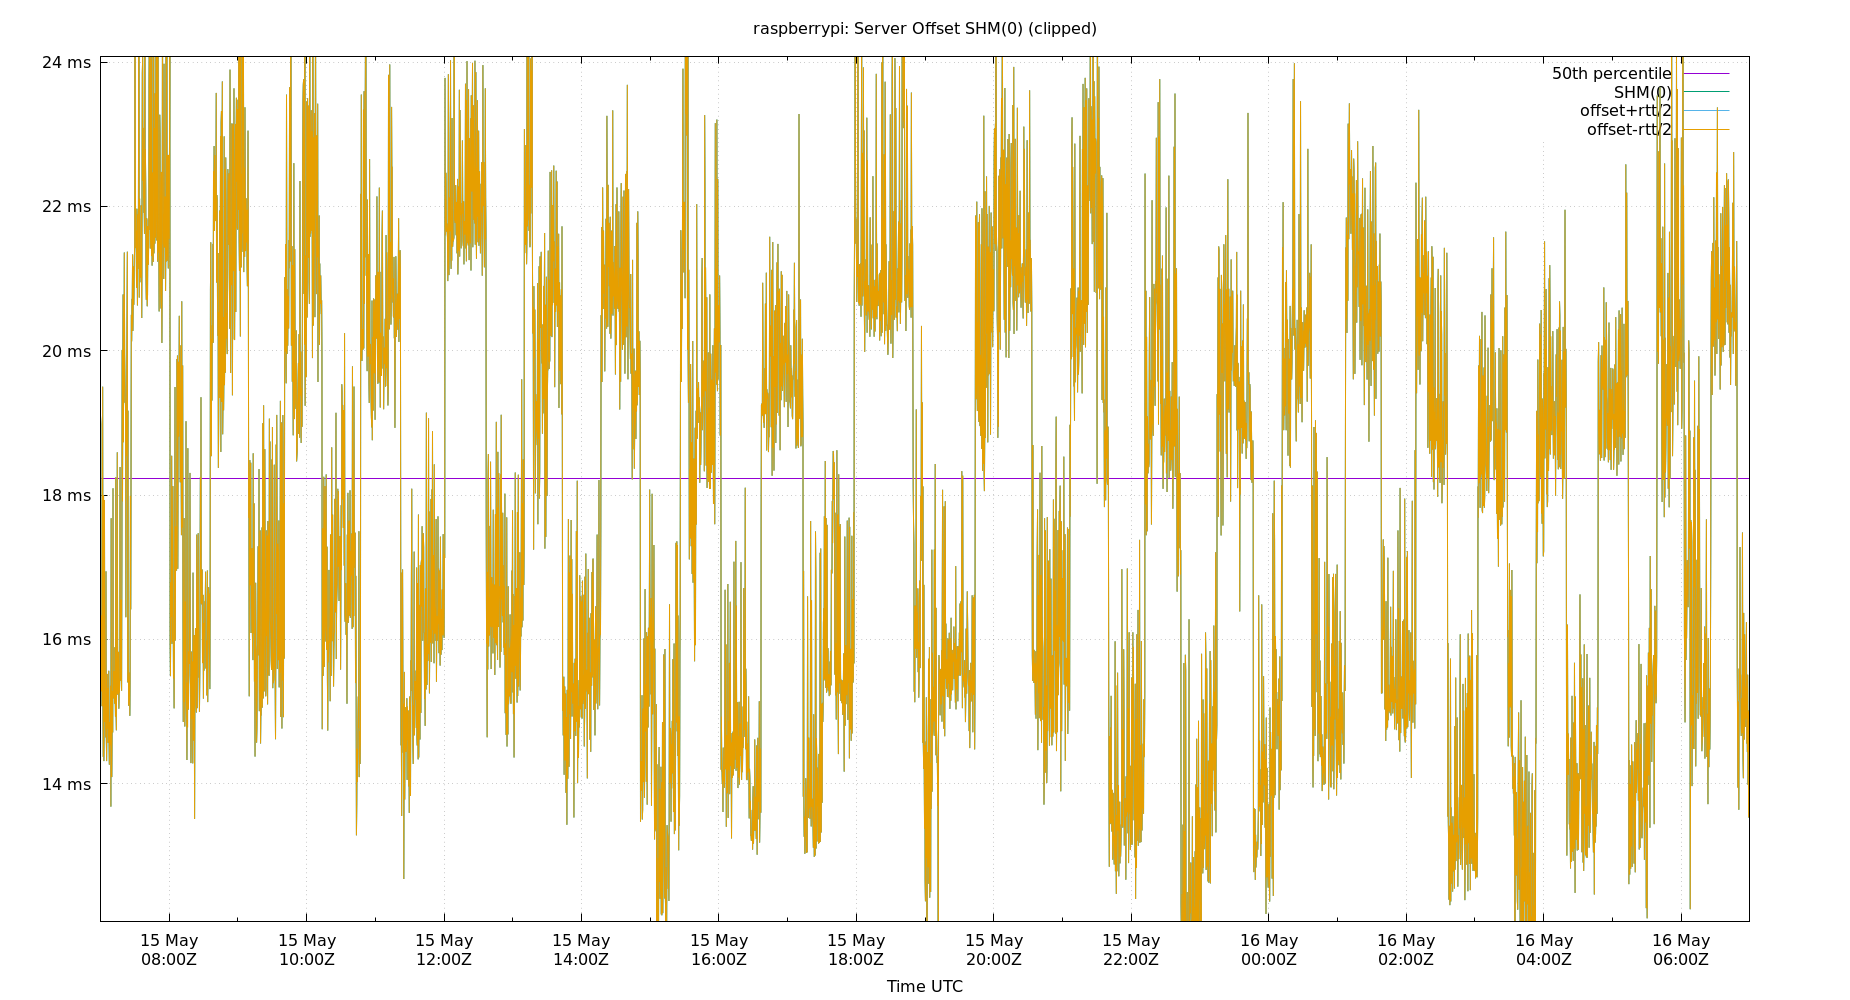 raspberrypi: Server Offset SHM(0) (clipped)
24 ms
22 ms
20 ms
18 ms
16 ms
14 ms
50th percentile
SHM(0)
offset+rtt/2
offset-rtt/2
15 May 15 May 15 May 15 May 15 May 15 May 15 May 15 May 16 May 16 May 16 May 16 May
08:00Z 10:00Z 12:00Z 14:00Z 16:00Z 18:00Z 20:00Z 22:00Z 00:00Z 02:00Z 04:00Z 06:00Z
Time UTC